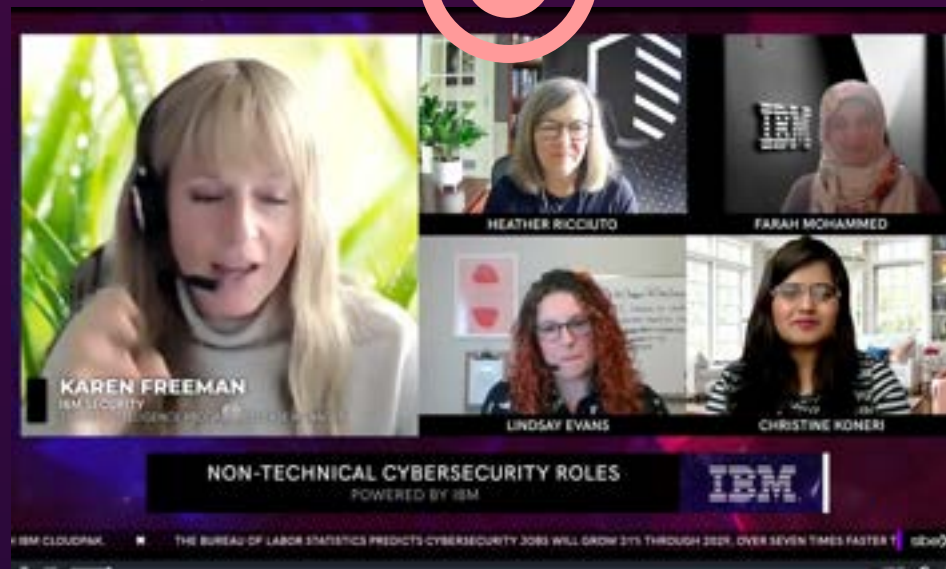 IBM
HEATHER RICCIUTO
FARAH MOHAMMED
KAREN FREEMAN
IBM SECURITY
LINDSAY EVANS
CHRISTINE KONERI
NON-TECHNICAL CYBERSECURITY ROLES
POWERED BY IBM
IBM
IBM CLOUDPAK.
THE BUREAU OF LABOR STATISTICS PREDICTS CYBERSECURITY JOBS WILL GROW 31% THROUGH 2029, OVER SEVEN TIMES FASTER